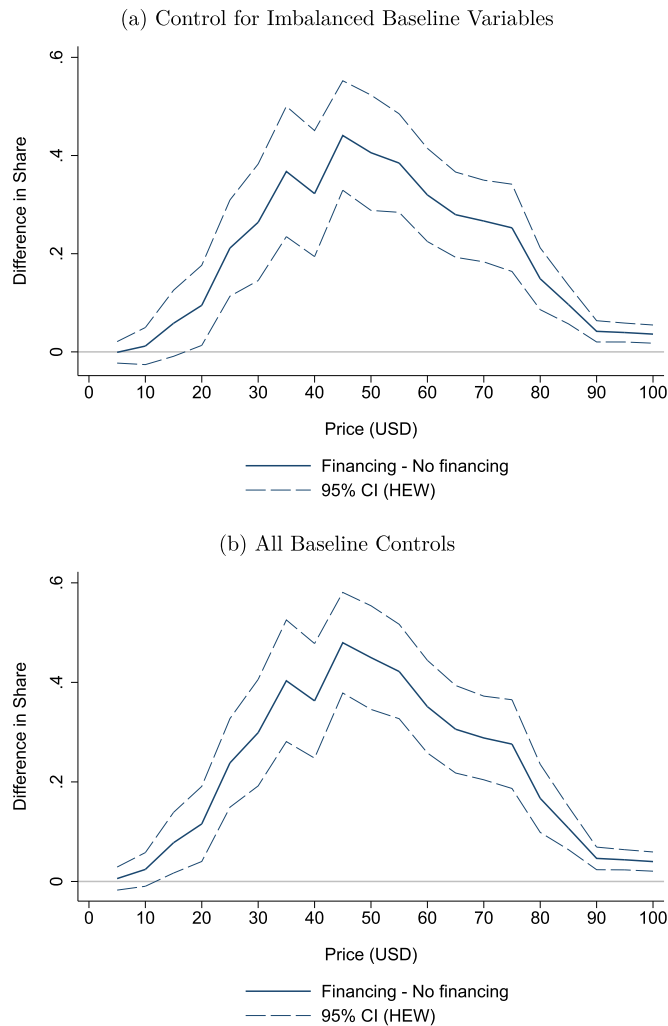 (a) Control for Imbalanced Baseline Variables
.6
.4
.2
0
Difference in Share
0 10 20 30 40 50 60 70 80 90 100
Price (USD)
Financing - No financing
95% CI (HEW)
(b) All Baseline Controls
.6
.4
.2
0
Difference in Share
0 10 20 30 40 50 60 70 80 90 100
Price (USD)
Financing - No financing
95% CI (HEW)